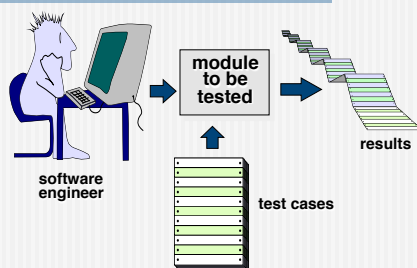 module
to be
tested
results
software
engineer
test cases